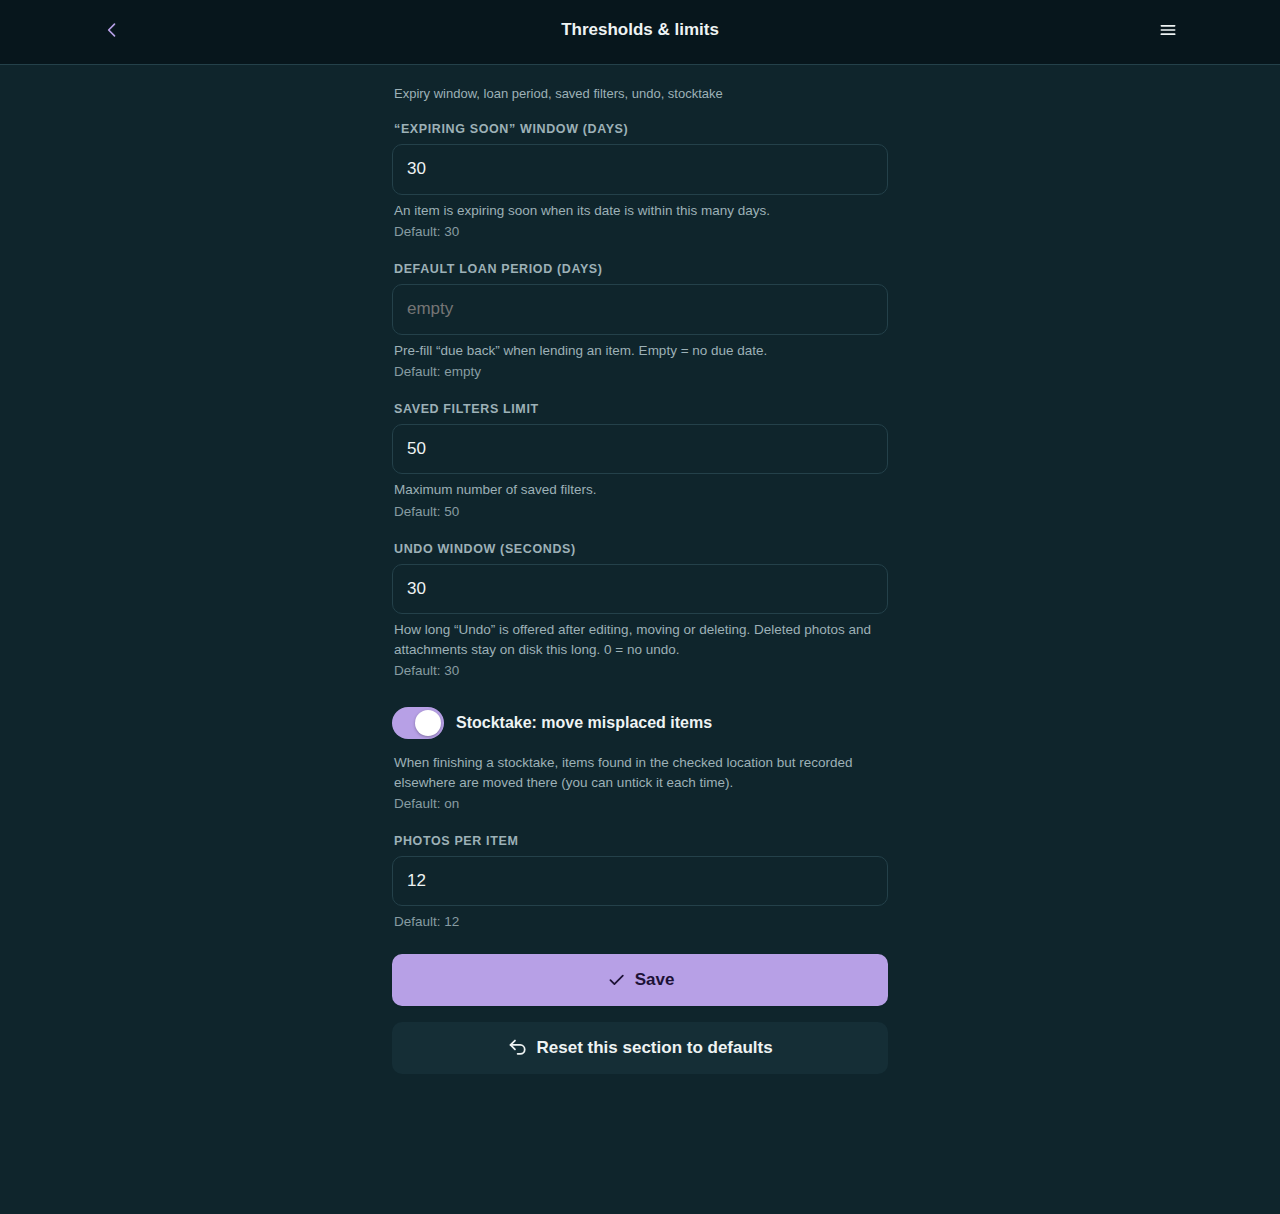 Thresholds & limits
Expiry window, loan period, saved filters, undo, stocktake
“EXPIRING SOON” WINDOW (DAYS)
30
An item is expiring soon when its date is within this many days.
Default: 30
DEFAULT LOAN PERIOD (DAYS)
empty
Pre-fill “due back” when lending an item. Empty = no due date.
Default: empty
SAVED FILTERS LIMIT
50
Maximum number of saved filters.
Default: 50
UNDO WINDOW (SECONDS)
30
How long “Undo” is offered after editing, moving or deleting. Deleted photos and
attachments stay on disk this long. 0 = no undo.
Default: 30
Stocktake: move misplaced items
When finishing a stocktake, items found in the checked location but recorded
elsewhere are moved there (you can untick it each time).
Default: on
PHOTOS PER ITEM
12
Default: 12
Save
Reset this section to defaults